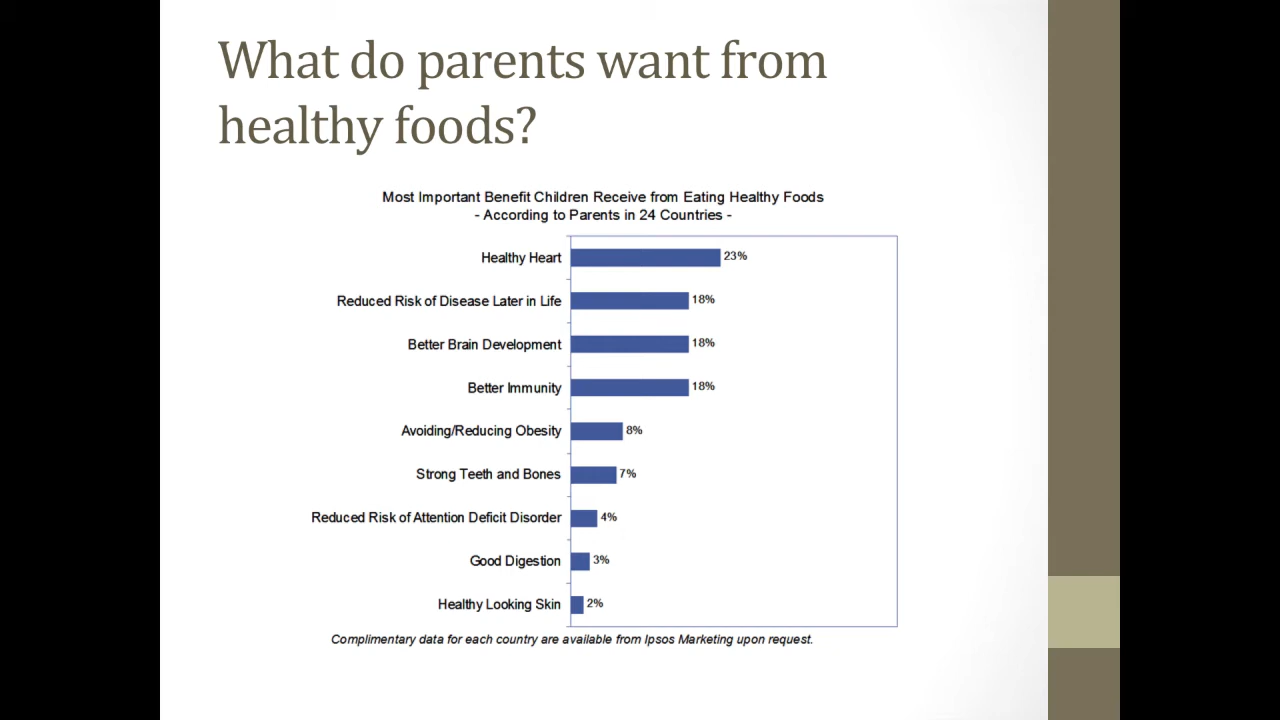 What do parents want from
healthy foods?
Most Important Benefit Children Receive from Eating Healthy Foods
- According to Parents in 24 Countries -
Healthy Heart 23%
Reduced Risk of Disease Later in Life 18%
Better Brain Development 18%
Better Immunity 18%
Avoiding/Reducing Obesity 8%
Strong Teeth and Bones 7%
Reduced Risk of Attention Deficit Disorder 4%
Good Digestion 3%
Healthy Looking Skin 2%
Complimentary data for each country are available from Ipsos Marketing upon request.